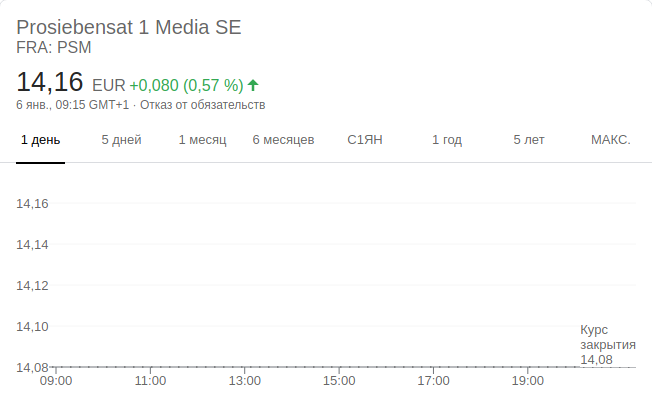 Prosiebensat 1 Media SE
FRA: PSM
14,16 EUR +0,080 (0,57 %)
6 янв., 09:15 GMT+1 · Отказ от обязательств
1 день 5 дней 1 месяц 6 месяцев С1ЯН 1 год 5 лет МАКС.
14,16
14,14
14,12
14,10
Курс
закрытия
14,08
14,08
09:00 11:00 13:00 15:00 17:00 19:00